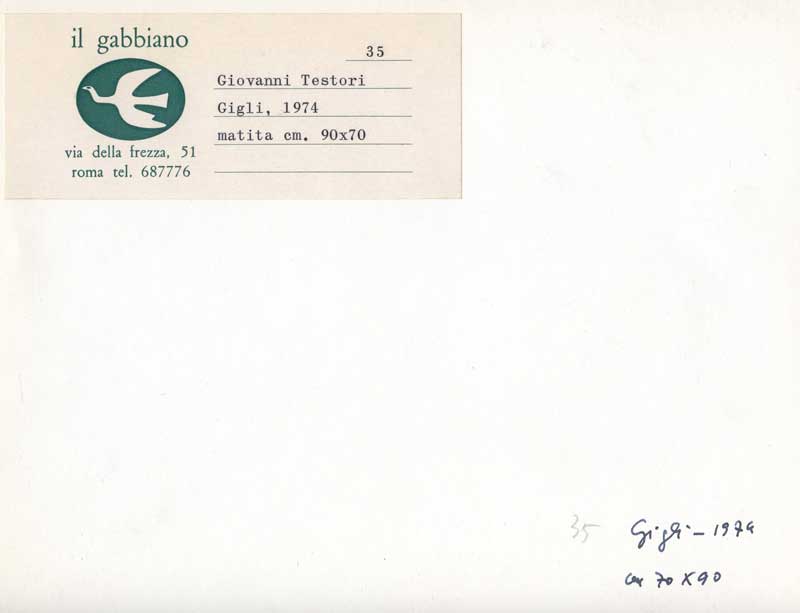 il gabbiano
via della frezza, 51
roma tel. 687776
35
Giovanni Testori
Gigli, 1974
matita cm. 90x70
35 Gigli - 1974
cm 70 X 90